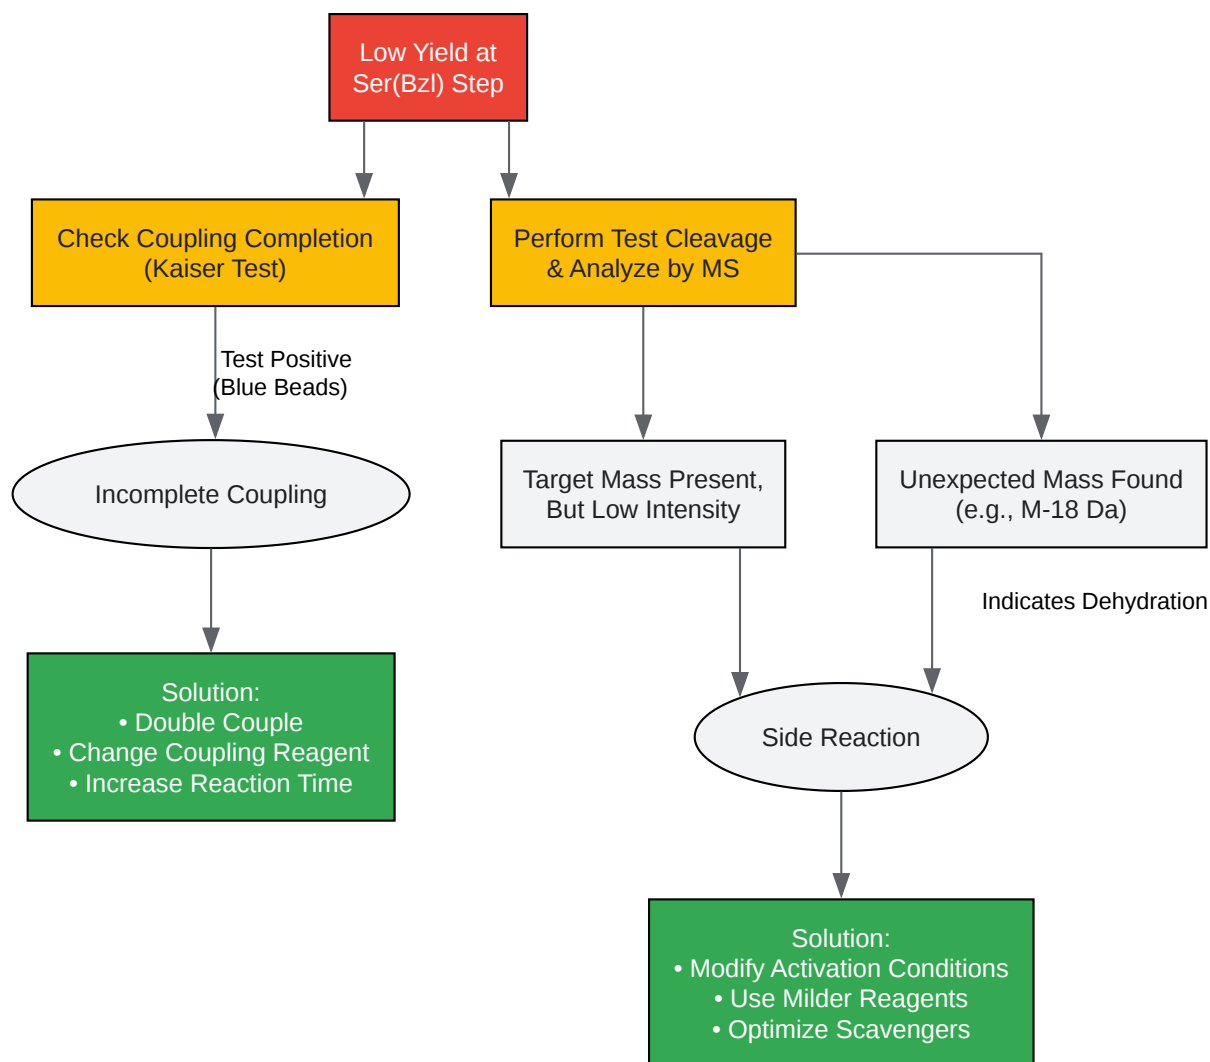 Low Yield at
Ser(Bzl) Step
Check Coupling Completion
(Kaiser Test)
Perform Test Cleavage
& Analyze by MS
Test Positive
(Blue Beads)
Incomplete Coupling
Target Mass Present,
But Low Intensity
Unexpected Mass Found
(e.g., M-18 Da)
Indicates Dehydration
Solution:
• Double Couple
• Change Coupling Reagent
• Increase Reaction Time
Side Reaction
Solution:
• Modify Activation Conditions
• Use Milder Reagents
• Optimize Scavengers